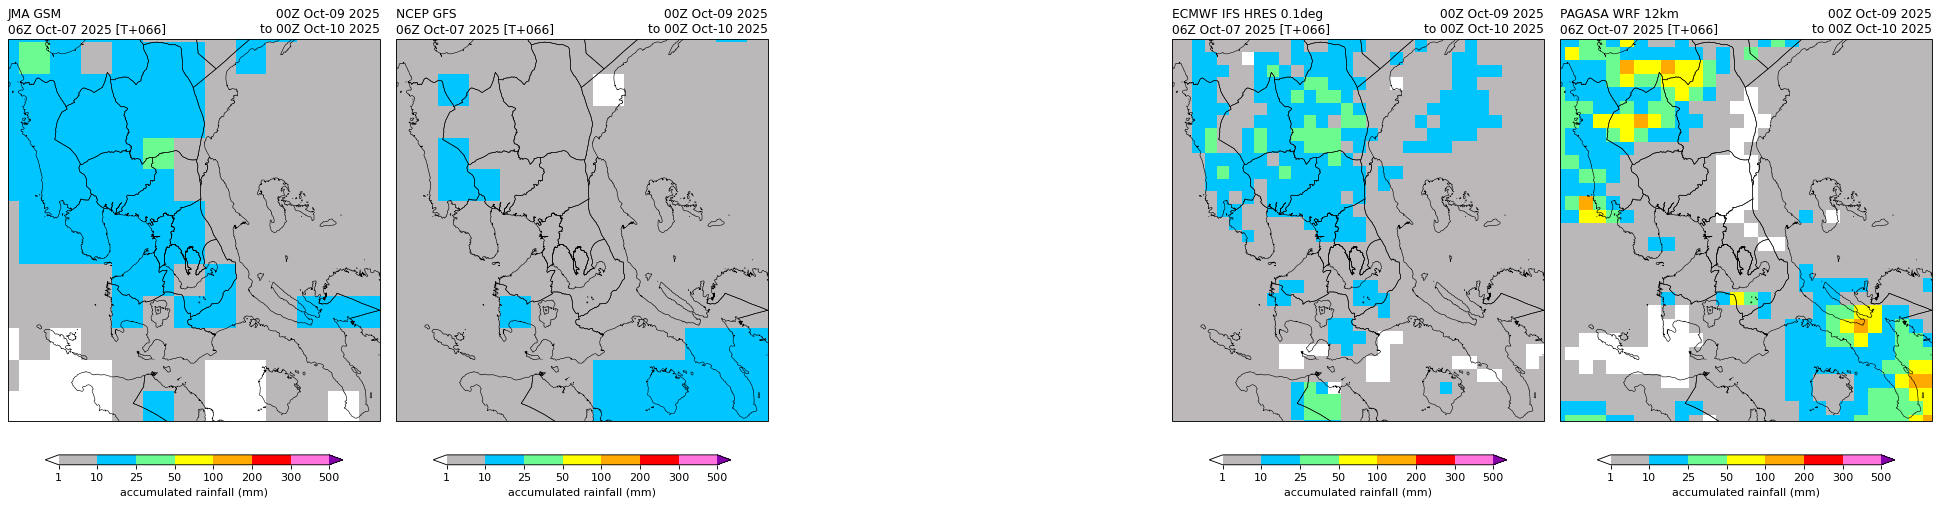 JMA GSM 00Z Oct-09 2025
06Z Oct-07 2025 [T+066] to 00Z Oct-10 2025
1 10 25 50 100 200 300 500
accumulated rainfall (mm)
NCEP GFS 00Z Oct-09 2025
06Z Oct-07 2025 [T+066] to 00Z Oct-10 2025
1 10 25 50 100 200 300 500
accumulated rainfall (mm)
ECMWF IFS HRES 0.1deg 00Z Oct-09 2025
06Z Oct-07 2025 [T+066] to 00Z Oct-10 2025
1 10 25 50 100 200 300 500
accumulated rainfall (mm)
PAGASA WRF 12km 00Z Oct-09 2025
06Z Oct-07 2025 [T+066] to 00Z Oct-10 2025
1 10 25 50 100 200 300 500
accumulated rainfall (mm)